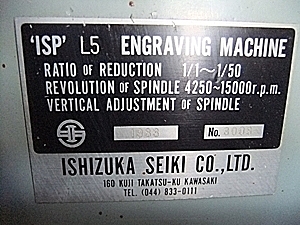 'ISP' L5 ENGRAVING MACHINE
RATIO OF REDUCTION 1/1~1/50
REVOLUTION OF SPINDLE 4250~15000 r.p.m.
VERTICAL ADJUSTMENT OF SPINDLE
No.
ISHIZUKA SEIKI CO., LTD.
160 KUJI TAKATSU-KU KAWASAKI
TEL. (044) 833-0111